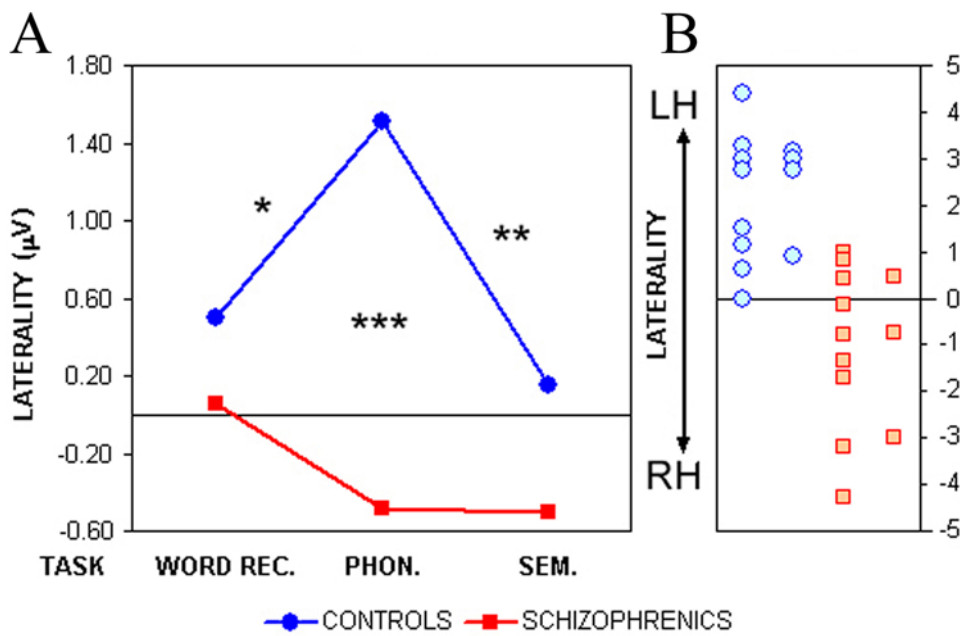 A
B
1.80
1.40
1.00
0.60
0.20
-0.20
-0.60
LATERALITY (µV)
*
**
***
TASK WORD REC. PHON. SEM.
LH
LATERALITY
RH
5
4
3
2
1
0
-1
-2
-3
-4
-5
CONTROLS SCHIZOPHRENICS